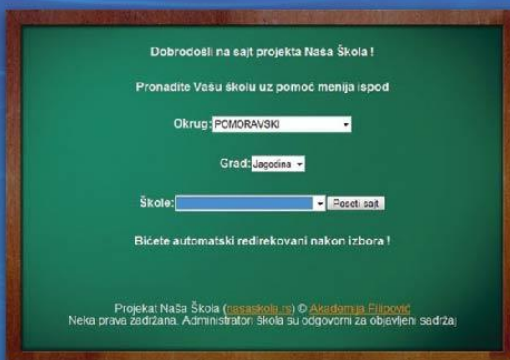 Dobrodošli na sajt projekta Naša Škola !
Pronađite Vašu školu uz pomoć menija ispod
Okrug: POMORAVSKI
Grad: Jagodina
Škole: Poseti sajt
Bićete automatski redirekovani nakon izbora !
Projekat Naša Škola (nasaskola.rs) © Akademija Filipović
Neka prava zadržana. Administratori škola su odgovorni za objavljeni sadržaj